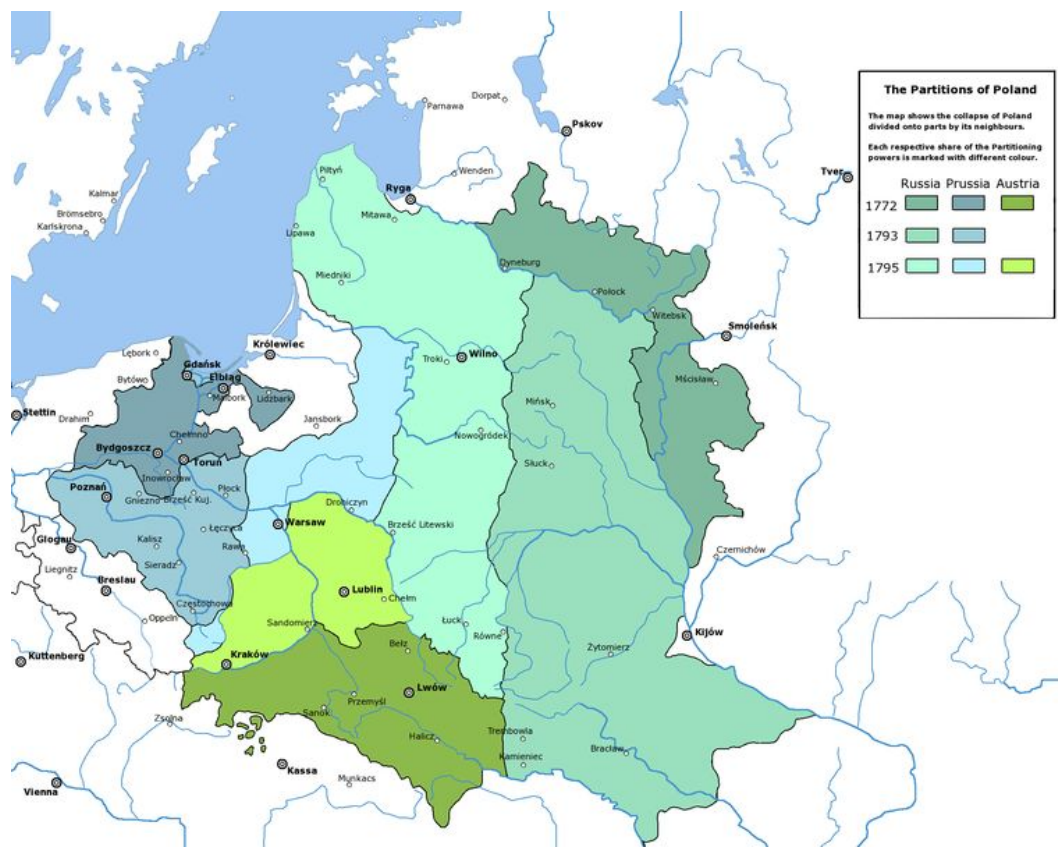 The Partitions of Poland
The map shows the collapse of Poland
divided onto parts by its neighbours.
Each respective share of the Partitioning
powers is marked with different colour.
Russia Prussia Austria
1772
1793
1795
Parnawa
Dorpat
Pskov
Tver
Wenden
Piltyń
Ryga
Kalmar
Brömsebro
Karlskrona
Mitawa
Lipawa
Dyneburg
Miedniki
Połock
Witebsk
Smoleńsk
Królewiec
Lębork
Wilno
Troki
Gdańsk
Elbląg
Bytów
Malbork
Lidzbark
Mścisław
Stettin
Drahim
Jansbork
Mińsk
Chełmno
Nowogródek
Bydgoszcz
Toruń
Słuck
Inowrocław
Poznań
Gniezno
Brześć Kuj.
Płock
Drohiczyn
Warsaw
Brześć Litewski
Łęczyca
Glogau
Kalisz
Rawa
Czernichów
Liegnitz
Sieradz
Breslau
Lublin
Chełm
Częstochowa
Oppeln
Sandomierz
Łuck
Równe
Kijów
Bełz
Żytomierz
Kuttenberg
Kraków
Lwów
Przemyśl
Sanok
Zsolna
Halicz
Trembowla
Bracław
Kamieniec
Kassa
Munkacs
Vienna